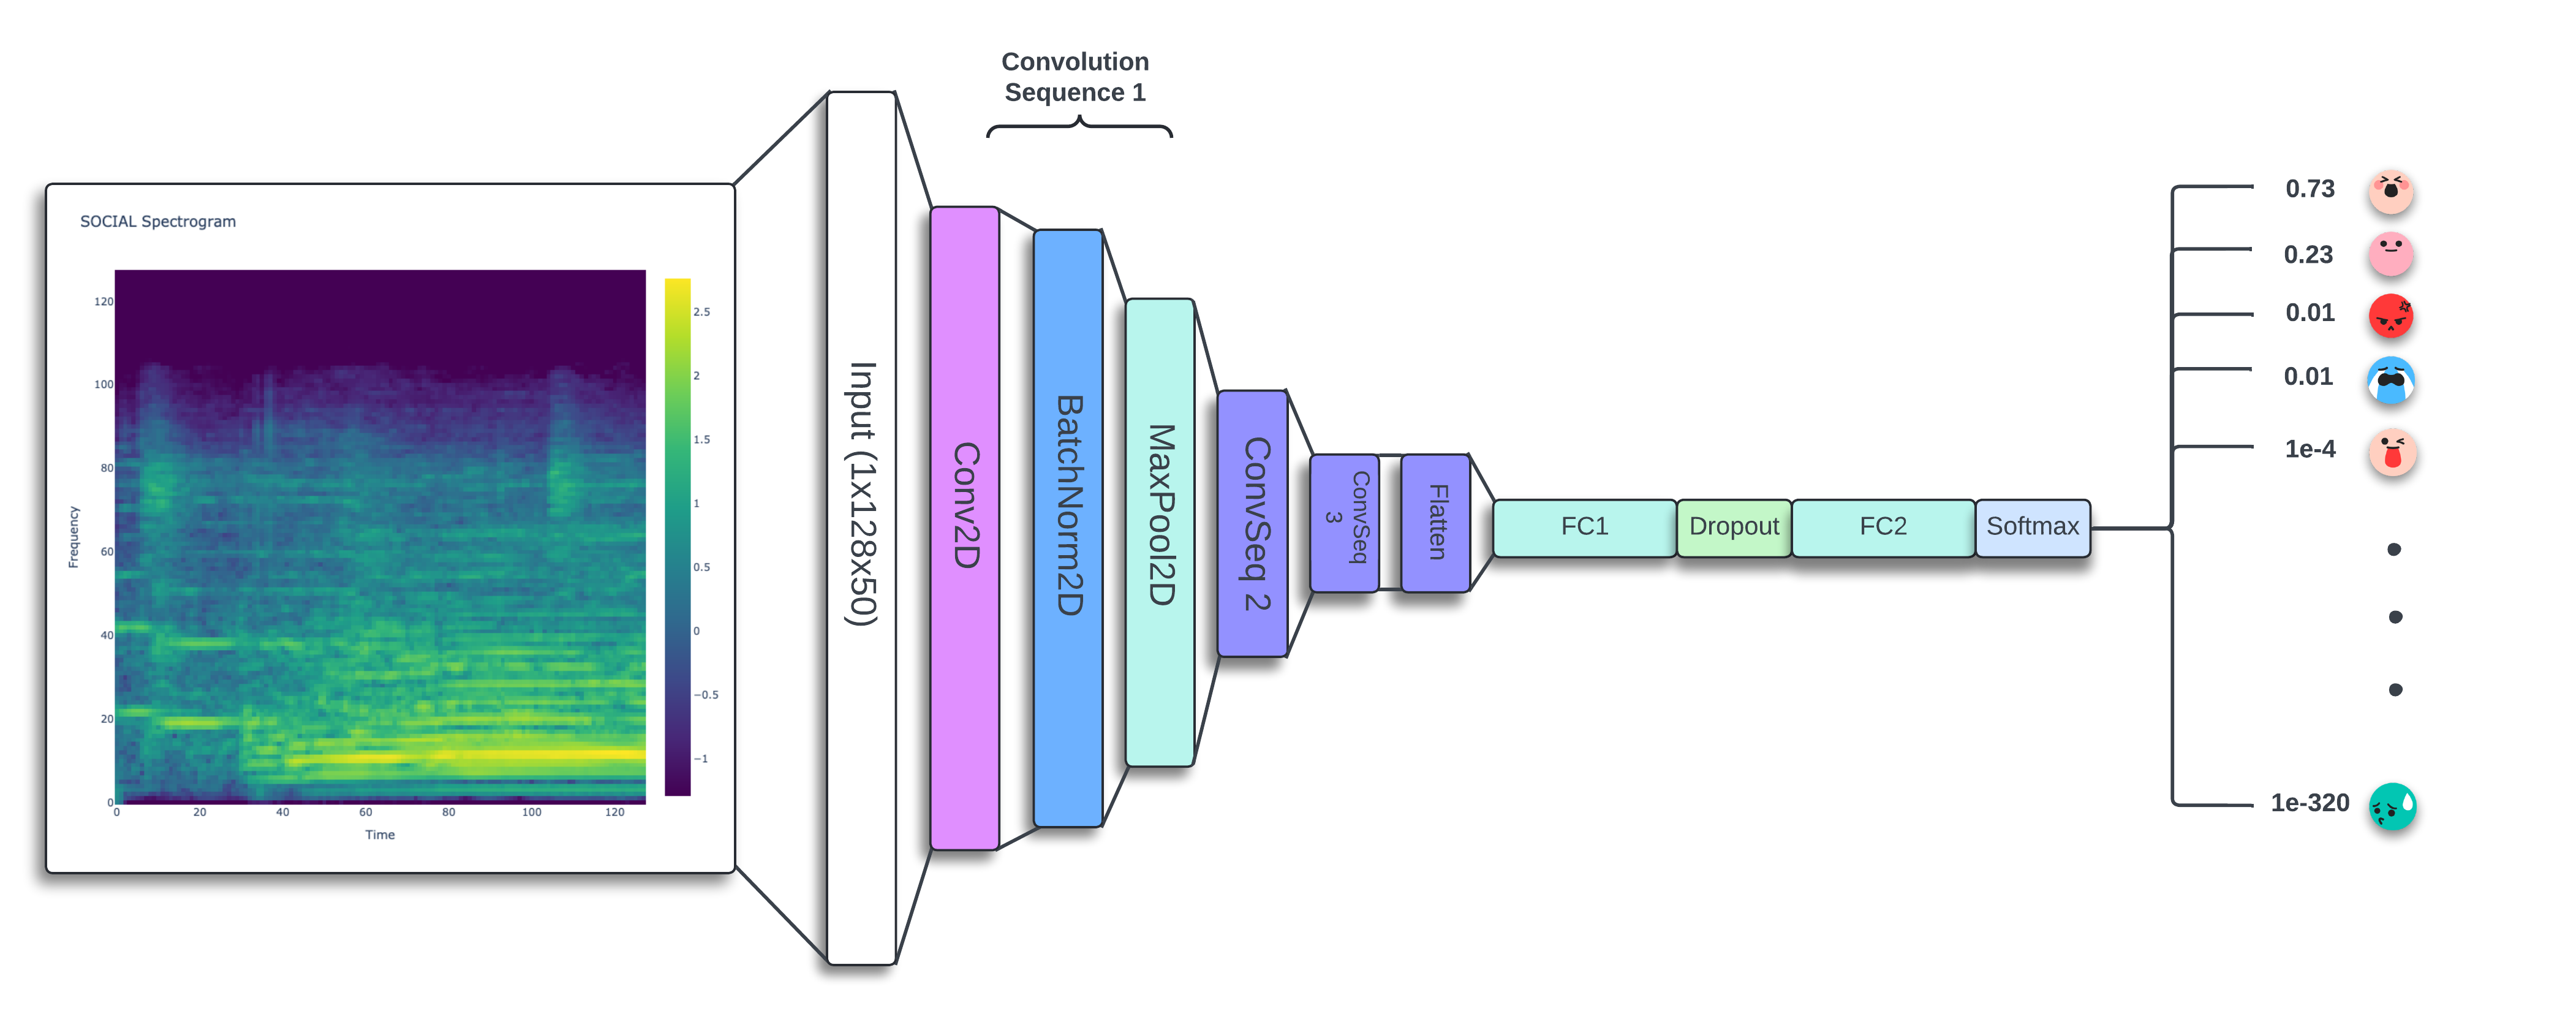 Convolution
Sequence 1
SOCIAL Spectrogram
120
100
80
60
40
20
0
Frequency
0
20
40
60
80
100
120
Time
2.5
2
1.5
1
0.5
0
−0.5
−1
Input (1x128x50)
Conv2D
BatchNorm2D
MaxPool2D
ConvSeq 2
ConvSeq
3
Flatten
FC1
Dropout
FC2
Softmax
0.73
0.23
0.01
0.01
1e-4
1e-320